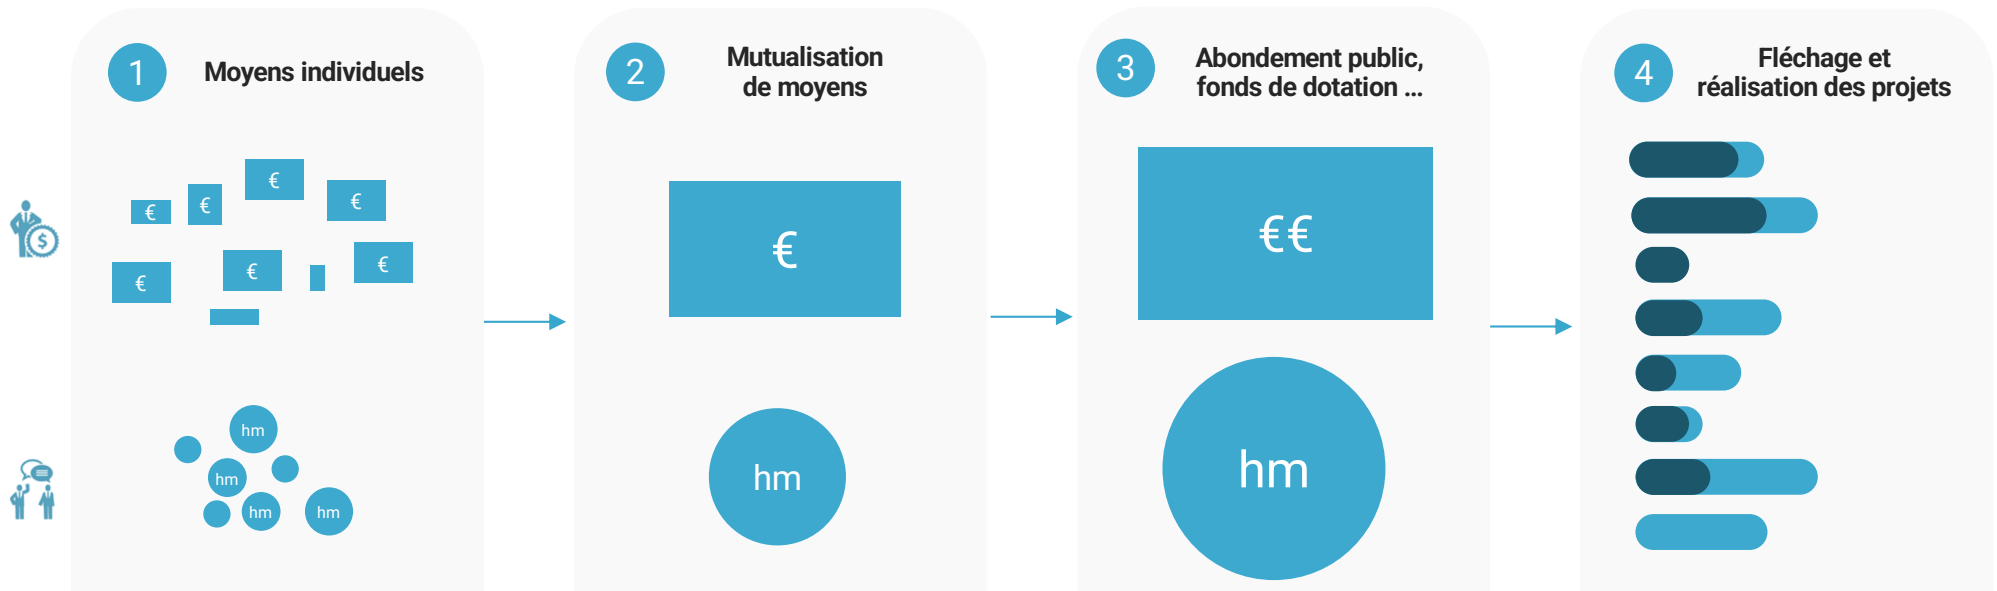 1
Moyens individuels
€
€
€
€
€
€
€
hm
hm
hm
hm
2
Mutualisation
de moyens
€
hm
3
Abondement public,
fonds de dotation ...
€€
hm
4
Fléchage et
réalisation des projets
$